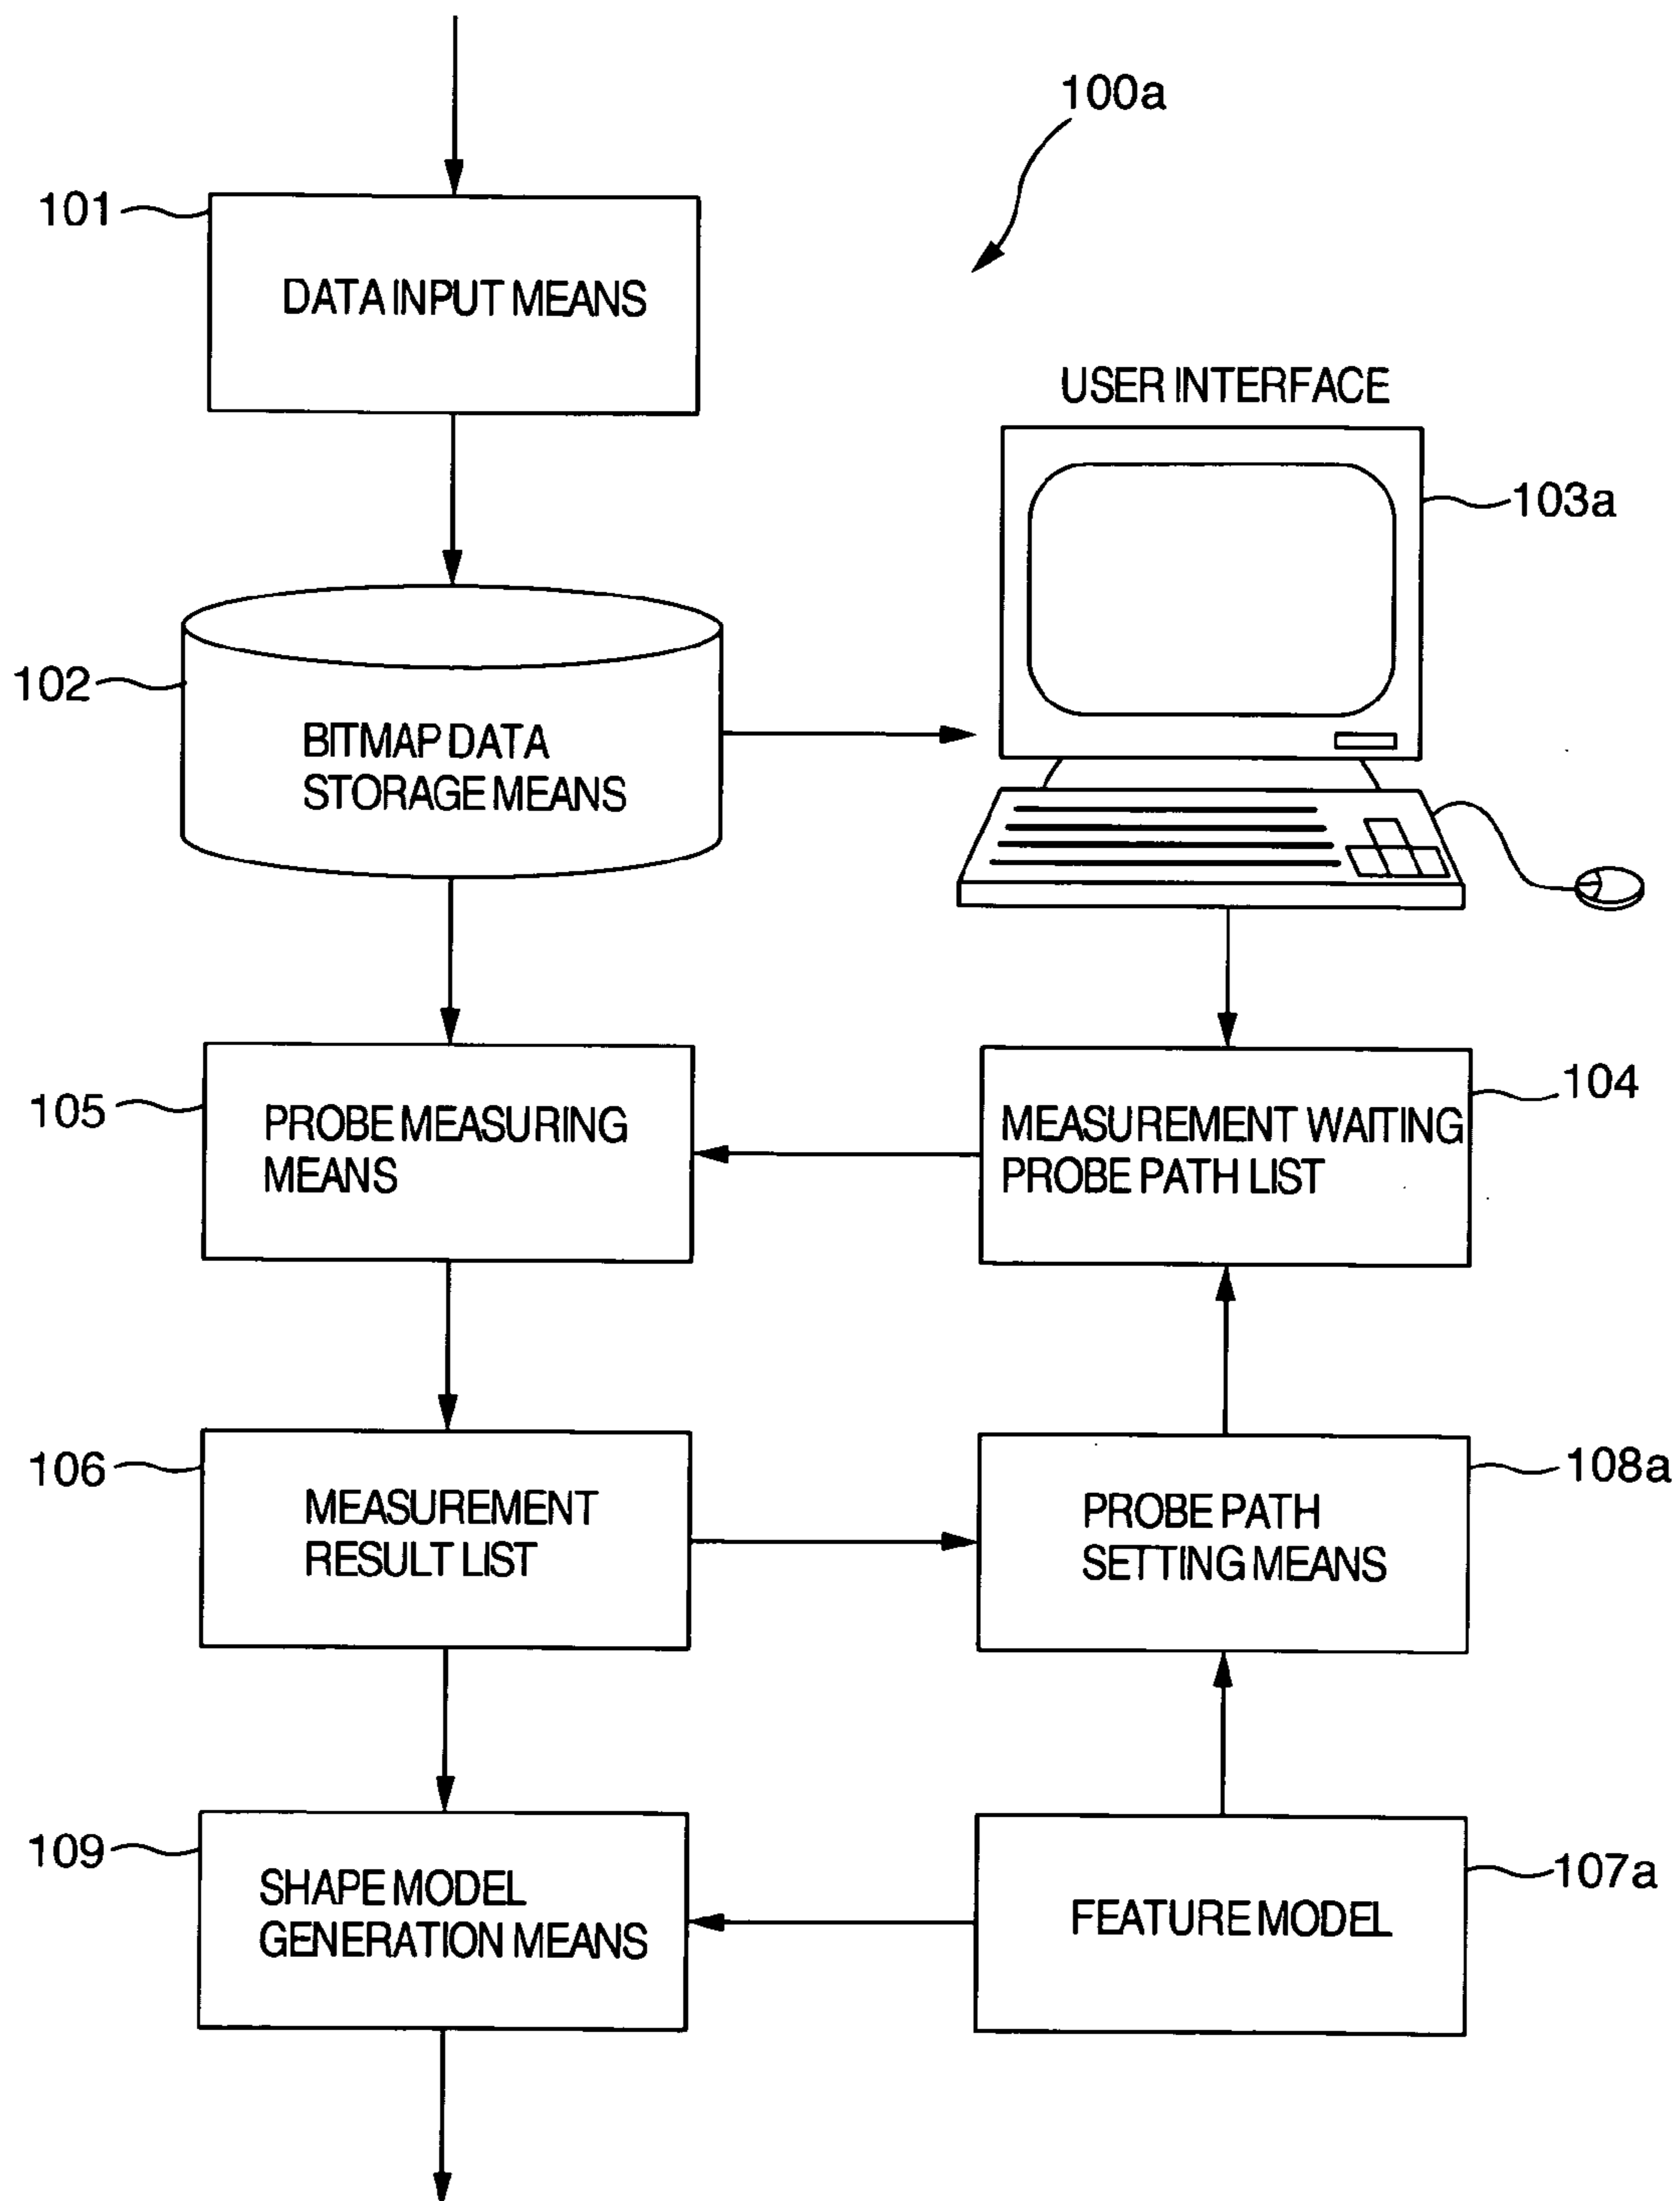 100a
101
DATA INPUT MEANS
USER INTERFACE
103a
102
BITMAP DATA
STORAGE MEANS
105
PROBE MEASURING
MEANS
104
MEASUREMENT WAITING
PROBE PATH LIST
106
MEASUREMENT
RESULT LIST
108a
PROBE PATH
SETTING MEANS
109
SHAPE MODEL
GENERATION MEANS
107a
FEATURE MODEL